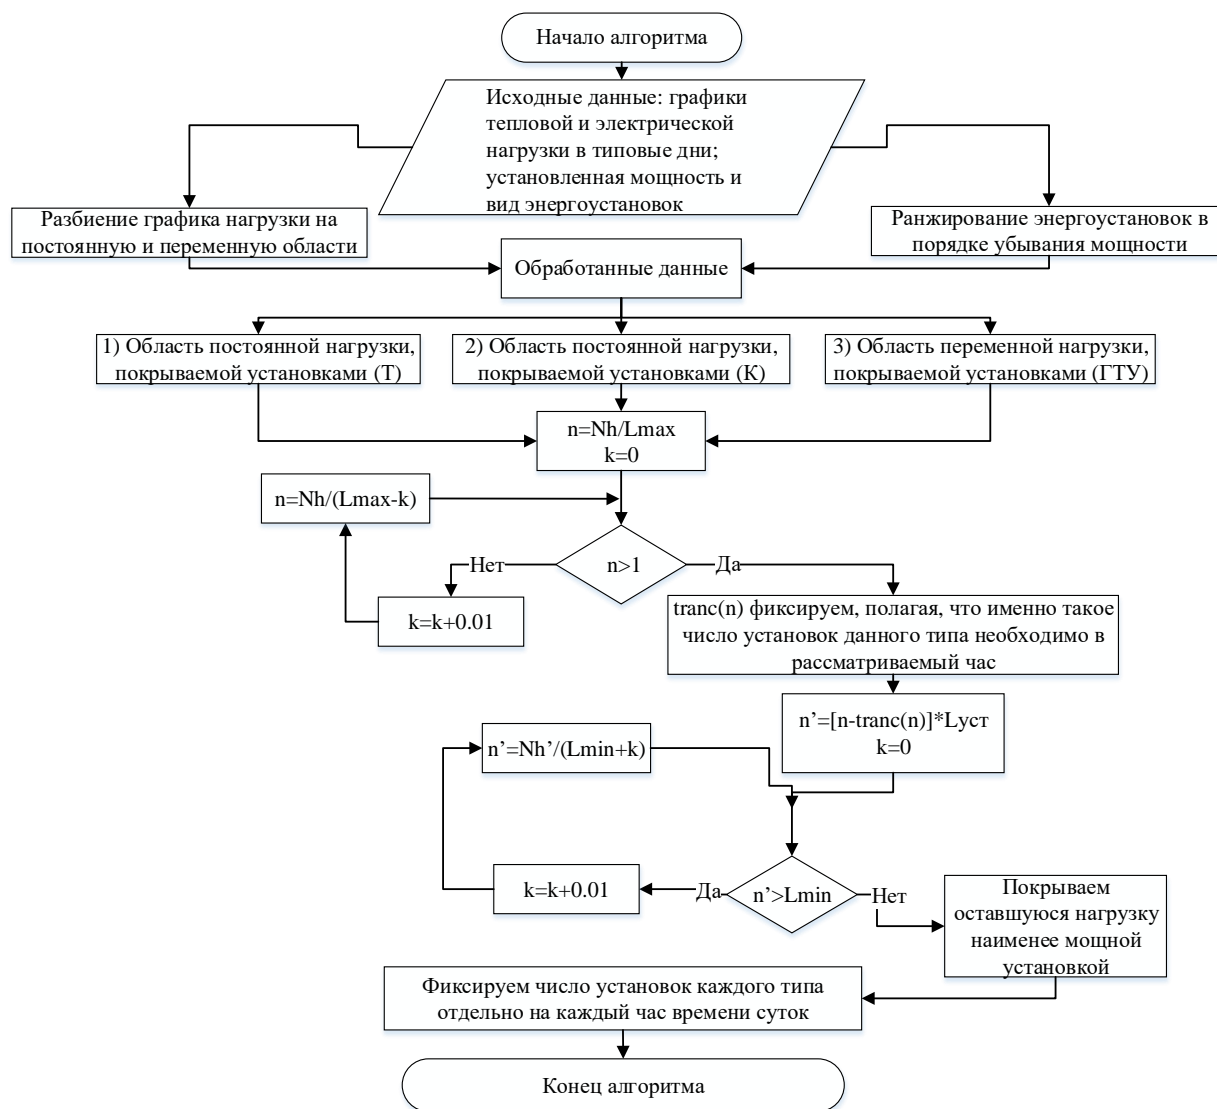 Начало алгоритма
Исходные данные: графики
тепловой и электрической
нагрузки в типовые дни;
установленная мощность и
вид энергоустановок
Разбиение графика нагрузки на
постоянную и переменную области
Ранжирование энергоустановок в
порядке убывания мощности
Обработанные данные
1) Область постоянной нагрузки,
покрываемой установками (Т)
2) Область постоянной нагрузки,
покрываемой установками (К)
3) Область переменной нагрузки,
покрываемой установками (ГТУ)
n=Nh/Lmax
k=0
n=Nh/(Lmax-k)
n>1
Нет
Да
k=k+0.01
tranc(n) фиксируем, полагая, что именно такое
число установок данного типа необходимо в
рассматриваемый час
n’=[n-tranc(n)]*Lуст
k=0
n’=Nh’/(Lmin+k)
k=k+0.01
Да
n’>Lmin
Нет
Покрываем
оставшуюся нагрузку
наименее мощной
установкой
Фиксируем число установок каждого типа
отдельно на каждый час времени суток
Конец алгоритма